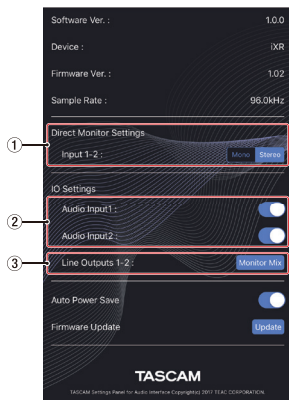 Software Ver. : 1.0.0
Device : iXR
Firmware Ver. : 1.02
Sample Rate : 96.0kHz
1
Direct Monitor Settings
Input 1-2 : Mono Stereo
IO Settings
2
Audio Input1 :
Audio Input2 :
3
Line Outputs 1-2 : Monitor Mix
Auto Power Save
Firmware Update Update
TASCAM
TASCAM Settings Panel for Audio Interface Copyright(c) 2017 TEAC CORPORATION.